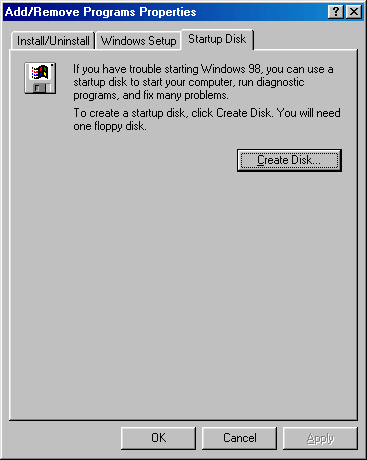 Add/Remove Programs Properties
Install/Uninstall Windows Setup Startup Disk
If you have trouble starting Windows 98, you can use a
startup disk to start your computer, run diagnostic
programs, and fix many problems.
To create a startup disk, click Create Disk. You will need
one floppy disk.
Create Disk...
OK Cancel Apply